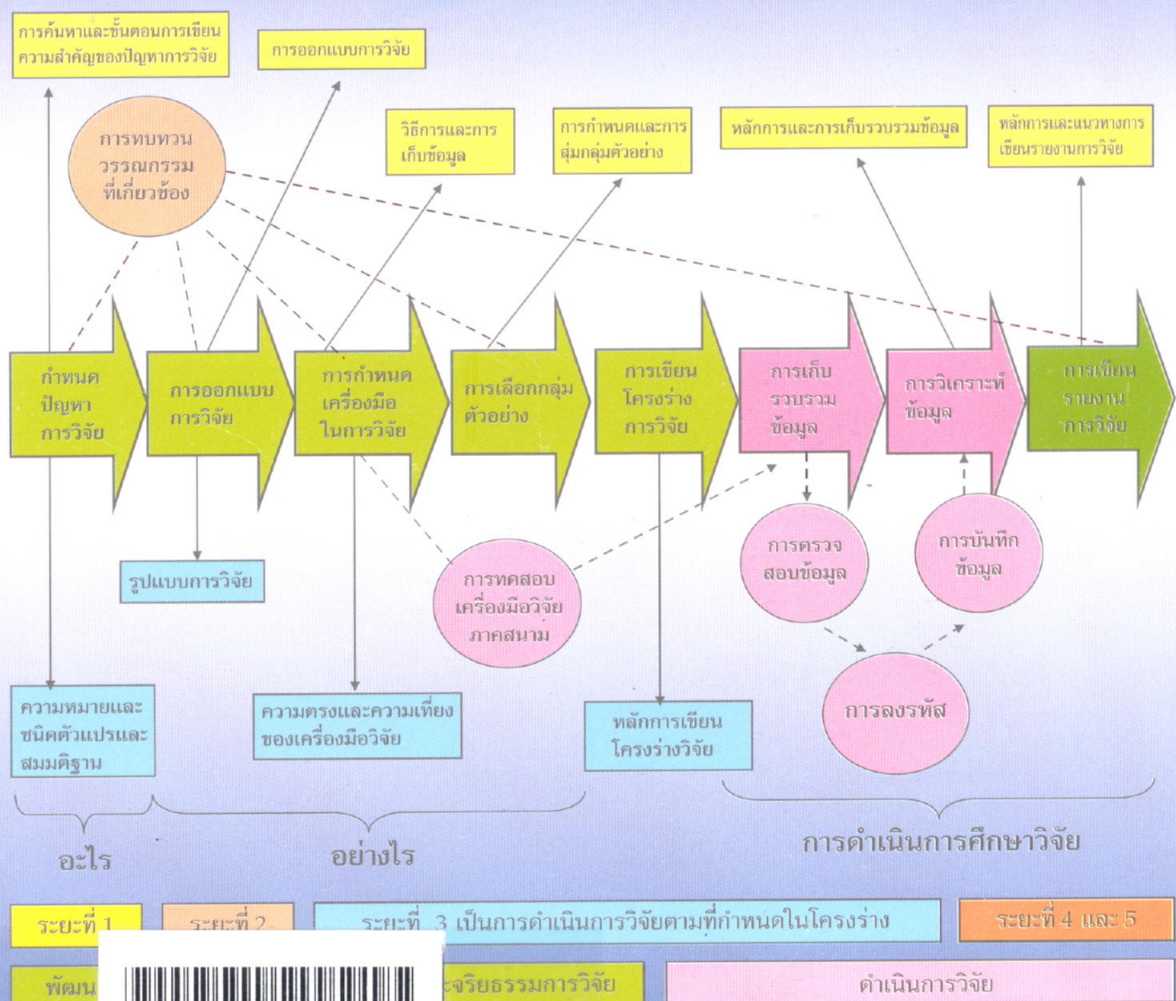 การค้นหาและขั้นตอนการเขียน
ความสำคัญของปัญหาการวิจัย
การออกแบบการวิจัย
การทบทวน
วรรณกรรม
ที่เกี่ยวข้อง
วิธีการและการ
เก็บข้อมูล
การกำหนดและการ
สุ่มกลุ่มตัวอย่าง
หลักการและการเก็บรวบรวมข้อมูล
หลักการและแนวทางการ
เขียนรายงานการวิจัย
กำหนด
ปัญหา
การวิจัย
การออกแบบ
การวิจัย
การกำหนด
เครื่องมือ
ในการวิจัย
การเลือกกลุ่ม
ตัวอย่าง
การเขียน
โครงร่าง
การวิจัย
การเก็บ
รวบรวม
ข้อมูล
การวิเคราะห์
ข้อมูล
การเขียน
รายงาน
การวิจัย
รูปแบบการวิจัย
การทดสอบ
เครื่องมือวิจัย
ภาคสนาม
การตรวจ
สอบข้อมูล
การบันทึก
ข้อมูล
การลงรหัส
ความหมายและ
ชนิดตัวแปรและ
สมมติฐาน
ความตรงและความเที่ยง
ของเครื่องมือวิจัย
หลักการเขียน
โครงร่างวิจัย
อะไร
อย่างไร
การดำเนินการศึกษาวิจัย
ระยะที่ 1
ระยะที่ 2
ระยะที่ 3 เป็นการดำเนินการวิจัยตามที่กำหนดในโครงร่าง
ระยะที่ 4 และ 5
จริยธรรมการวิจัย
ดำเนินการวิจัย